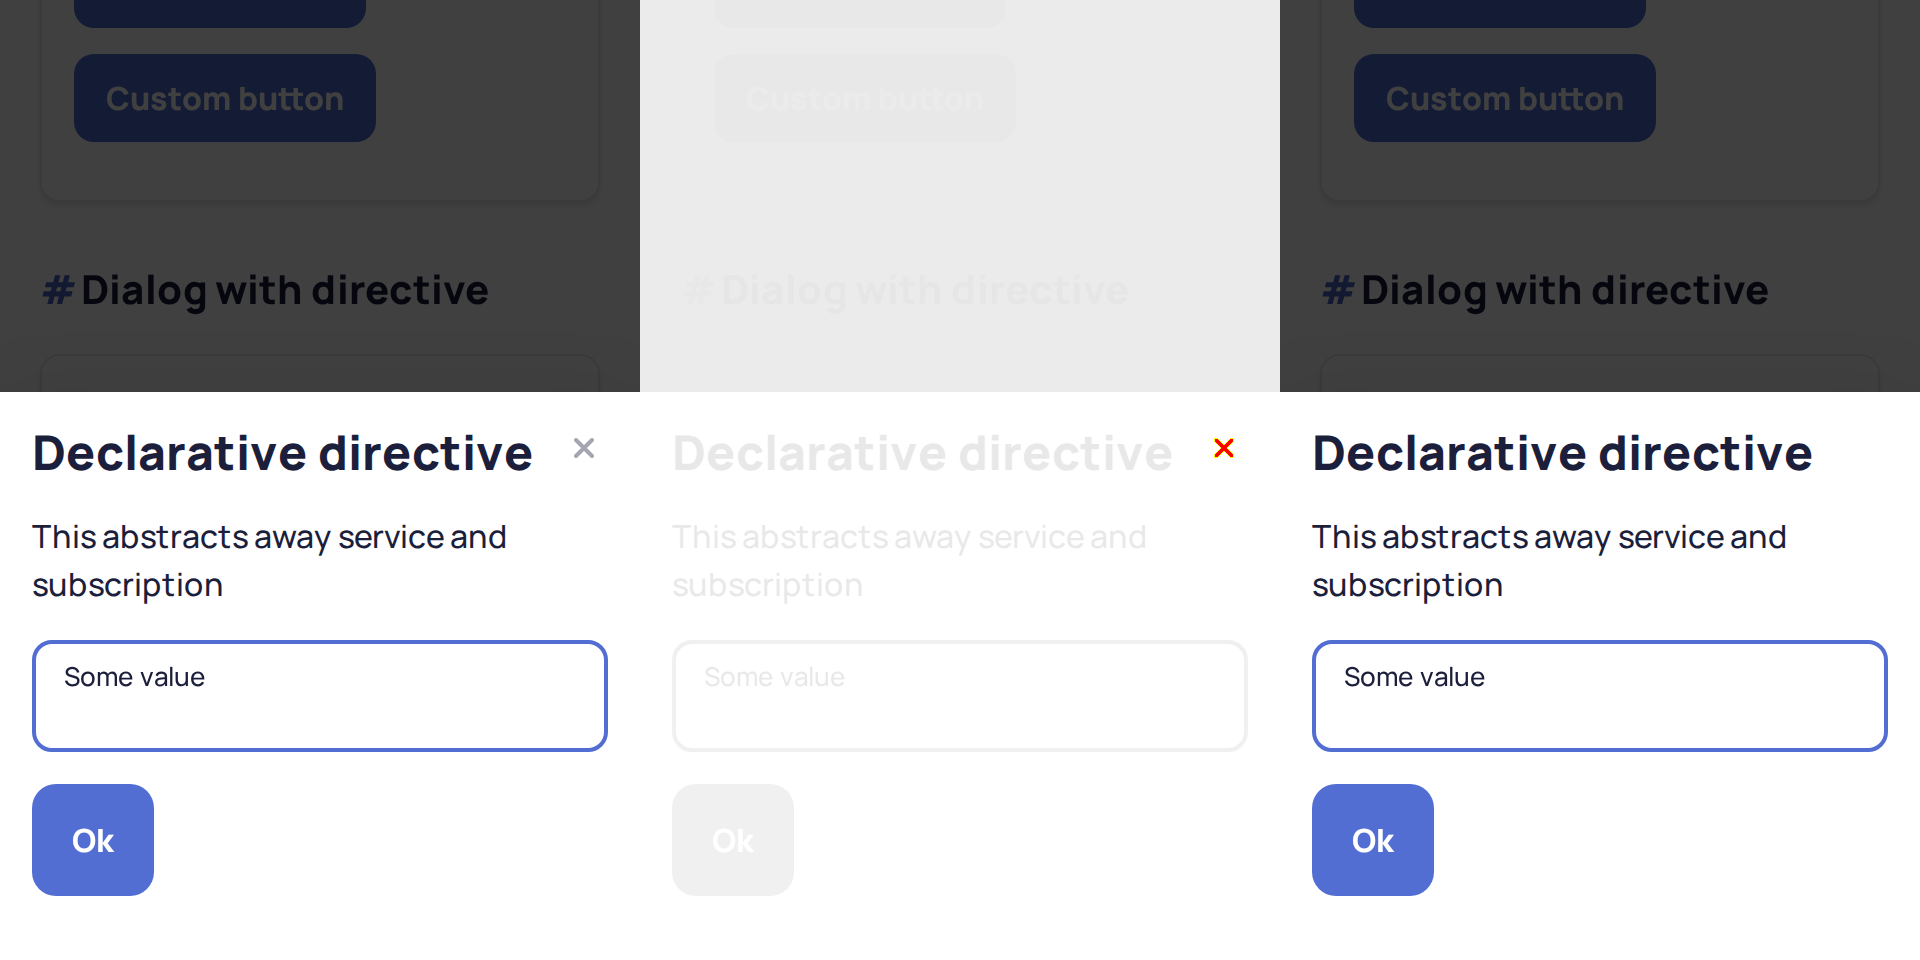 Custom button
# Dialog with directive
Declarative directive
This abstracts away service and
subscription
Some value
Ok
Custom button
# Dialog with directive
Declarative directive
This abstracts away service and
subscription
Some value
Ok
Custom button
# Dialog with directive
Declarative directive
This abstracts away service and
subscription
Some value
Ok